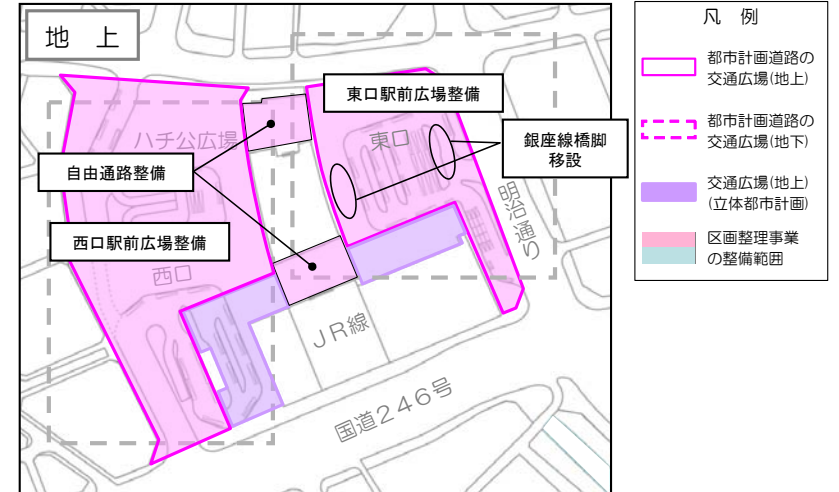 地 上
東口駅前広場整備
ハチ公広場
東口
銀座線橋脚
移設
自由通路整備
明治通り
西口駅前広場整備
西口
JR線
国道246号
凡 例
都市計画道路の
交通広場(地上)
都市計画道路の
交通広場(地下)
交通広場(地上)
(立体都市計画)
区画整理事業
の整備範囲